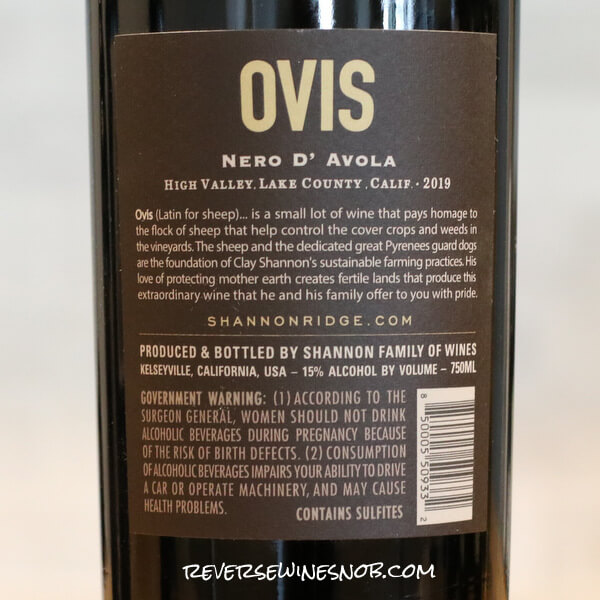 OVIS
NERO D' AVOLA
HIGH VALLEY, LAKE COUNTY, CALIF. · 2019
Ovis (Latin for sheep)... is a small lot of wine that pays homage to
the flock of sheep that help control the cover crops and weeds in
the vineyards. The sheep and the dedicated great Pyrenees guard dogs
are the foundation of Clay Shannon's sustainable farming practices. His
love of protecting mother earth creates fertile lands that produce this
extraordinary wine that he and his family offer to you with pride.
SHANNONRIDGE.COM
PRODUCED & BOTTLED BY SHANNON FAMILY OF WINES
KELSEYVILLE, CALIFORNIA, USA – 15% ALCOHOL BY VOLUME – 750ML
GOVERNMENT WARNING: (1) ACCORDING TO THE
SURGEON GENERAL, WOMEN SHOULD NOT DRINK
ALCOHOLIC BEVERAGES DURING PREGNANCY BECAUSE
OF THE RISK OF BIRTH DEFECTS. (2) CONSUMPTION
OF ALCOHOLIC BEVERAGES IMPAIRS YOUR ABILITY TO DRIVE
A CAR OR OPERATE MACHINERY, AND MAY CAUSE
HEALTH PROBLEMS.
CONTAINS SULFITES
8 50005 50933 2
REVERSEWINESNOB.COM